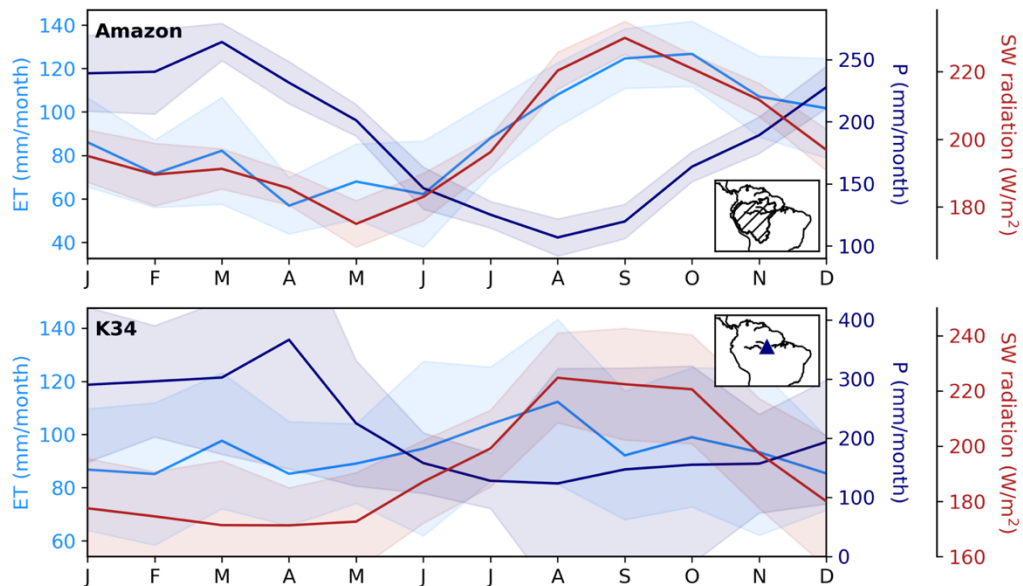 Amazon
ET (mm/month)
140
120
100
80
60
40
P (mm/month)
250
200
150
100
SW radiation (W/m²)
220
200
180
J F M A M J J A S O N D
K34
ET (mm/month)
140
120
100
80
60
P (mm/month)
400
300
200
100
0
SW radiation (W/m²)
240
220
200
180
160
J F M A M J J A S O N D